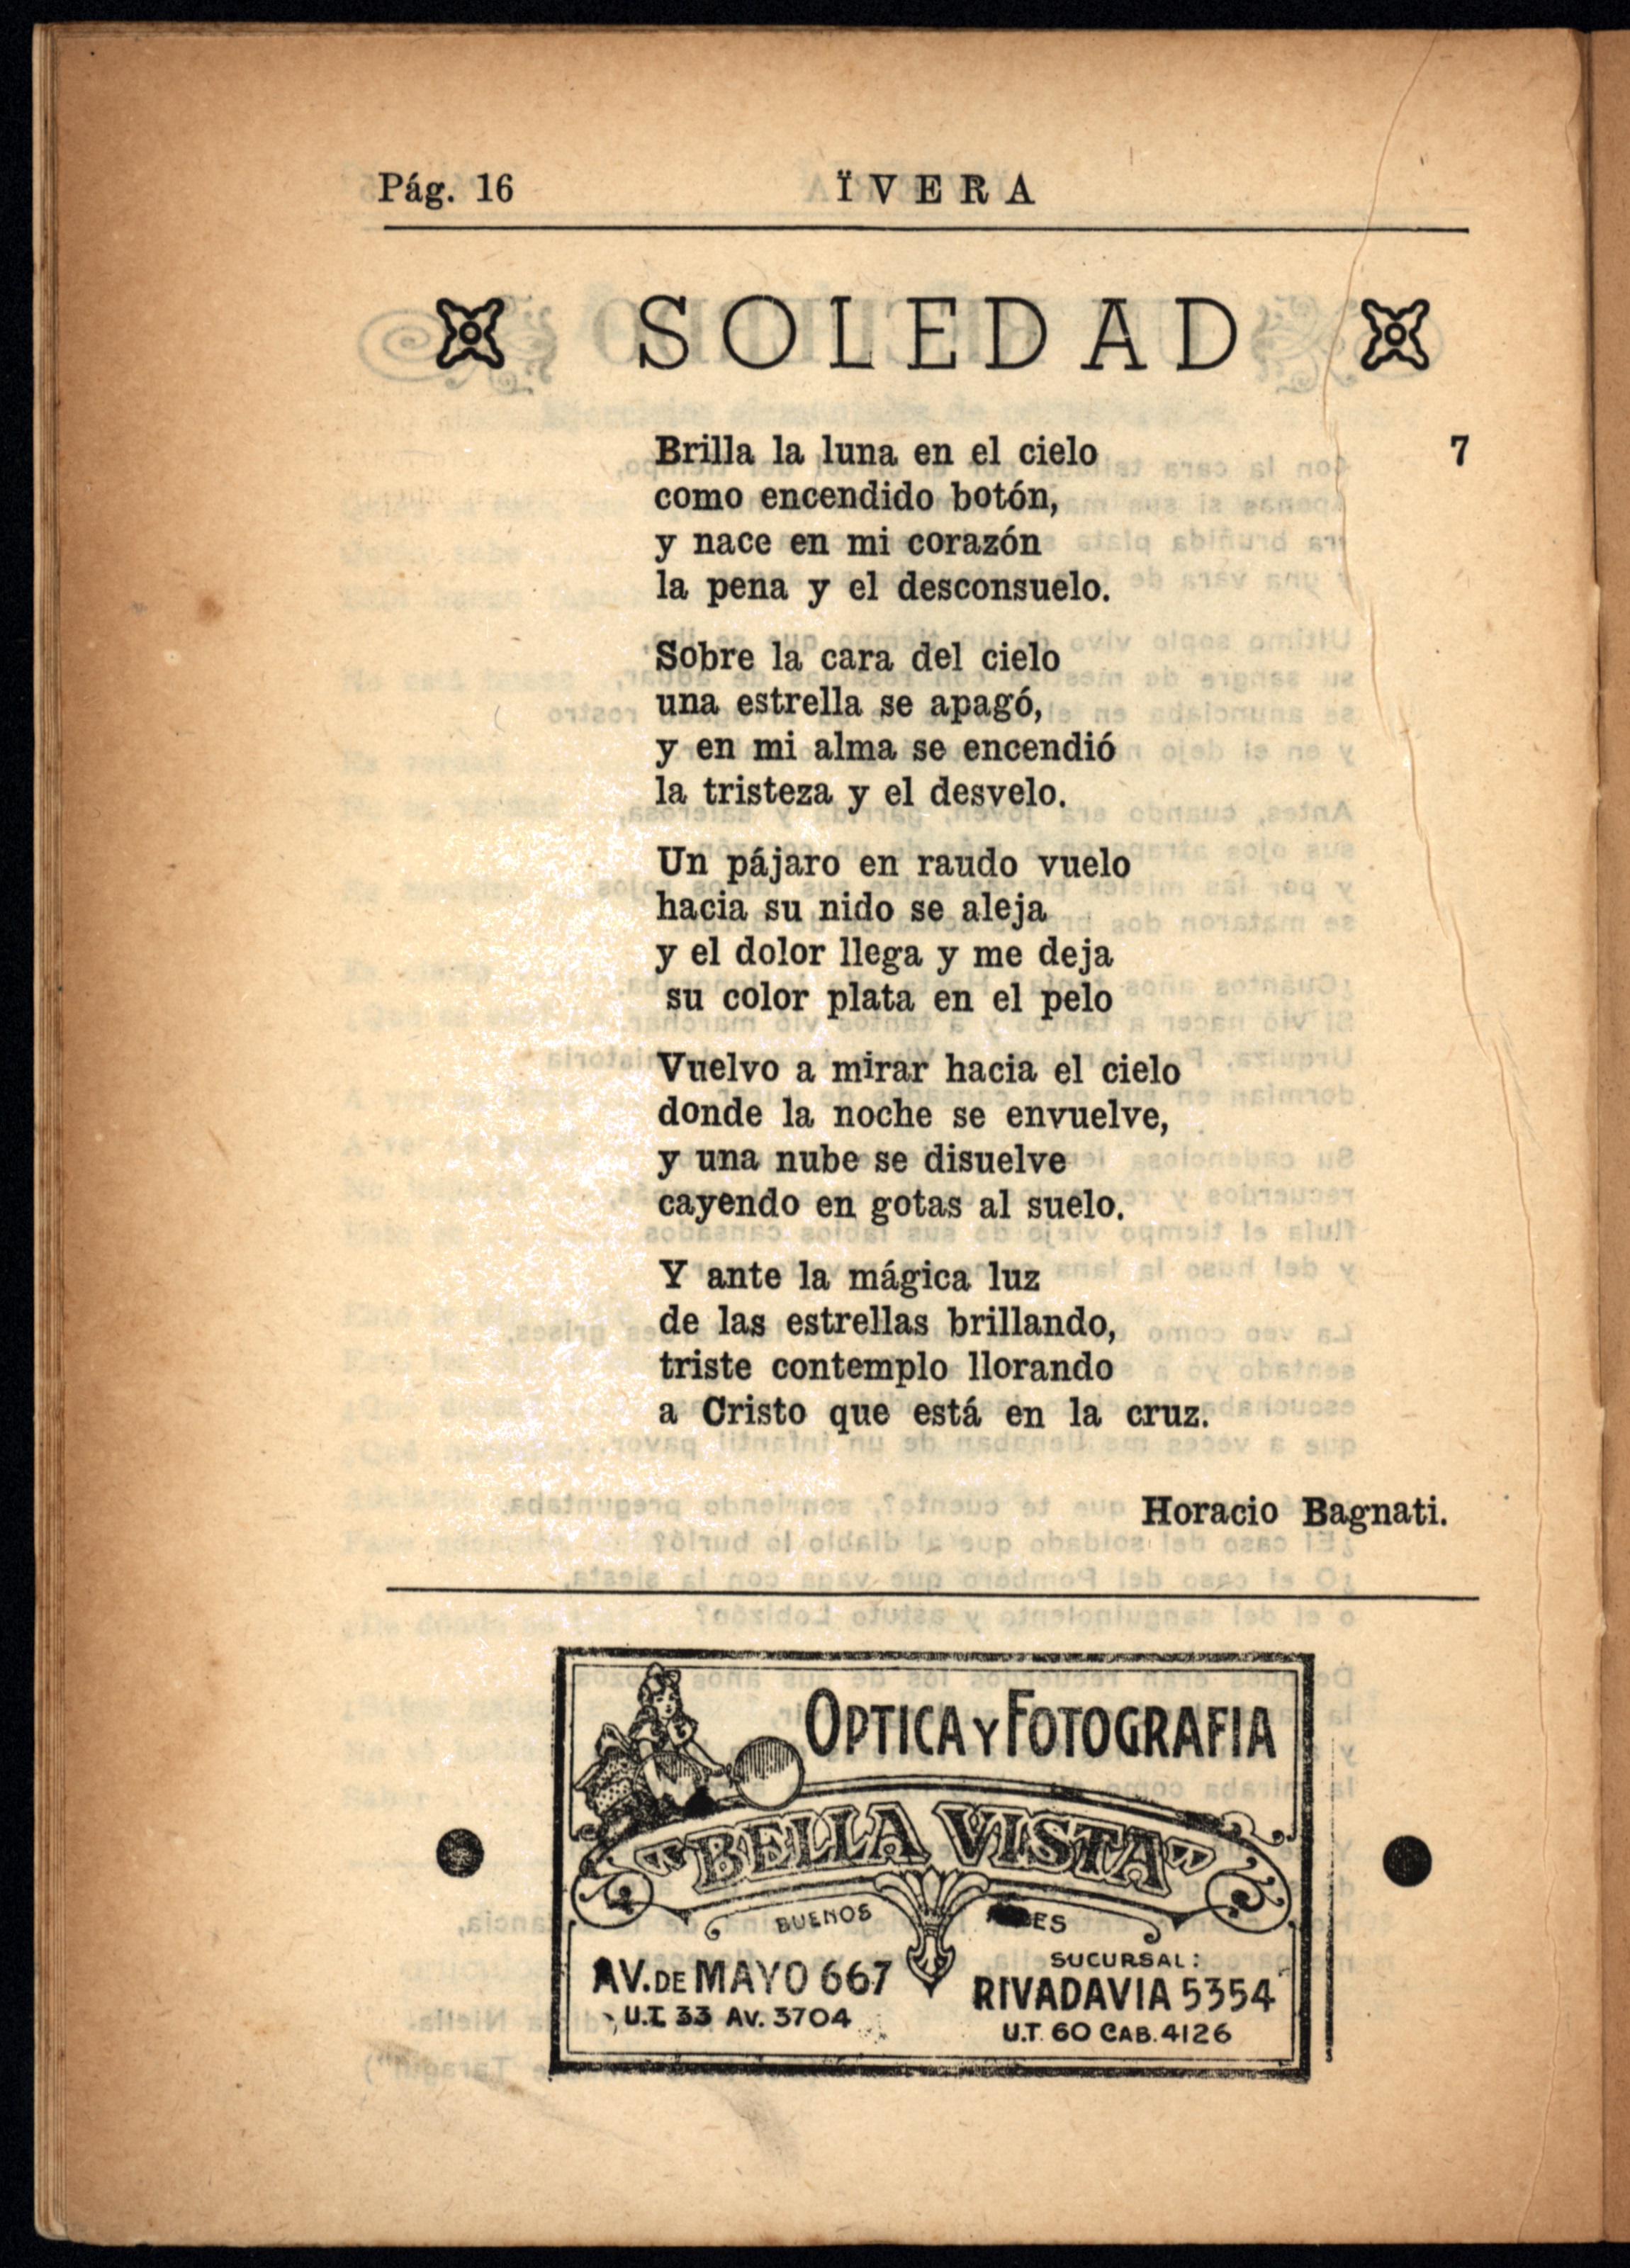 Pág. 16
ÏVERA
SOLEDAD
Brilla la luna en el cielo
7
como encendido botón,
y nace en mi corazón
la pena y el desconsuelo.
Sobre la cara del cielo
una estrella se apagó,
y en mi alma se encendió
la tristeza y el desvelo.
Un pájaro en raudo vuelo
hacia su nido se aleja
y el dolor llega y me deja
su color plata en el pelo
Vuelvo a mirar hacia el cielo
donde la noche se envuelve,
y una nube se disuelve
cayendo en gotas al suelo.
Y ante la mágica luz
de las estrellas brillando,
triste contemplo llorando
a Cristo que está en la cruz.
Horacio Bagnati.
OPTICA Y FOTOGRAFIA
"BELLA VISTA"
BUENOS AIRES
AV. DE MAYO 667
U.T. 33 AV. 3704
SUCURSAL:
RIVADAVIA 5354
U.T. 60 CAB. 4126